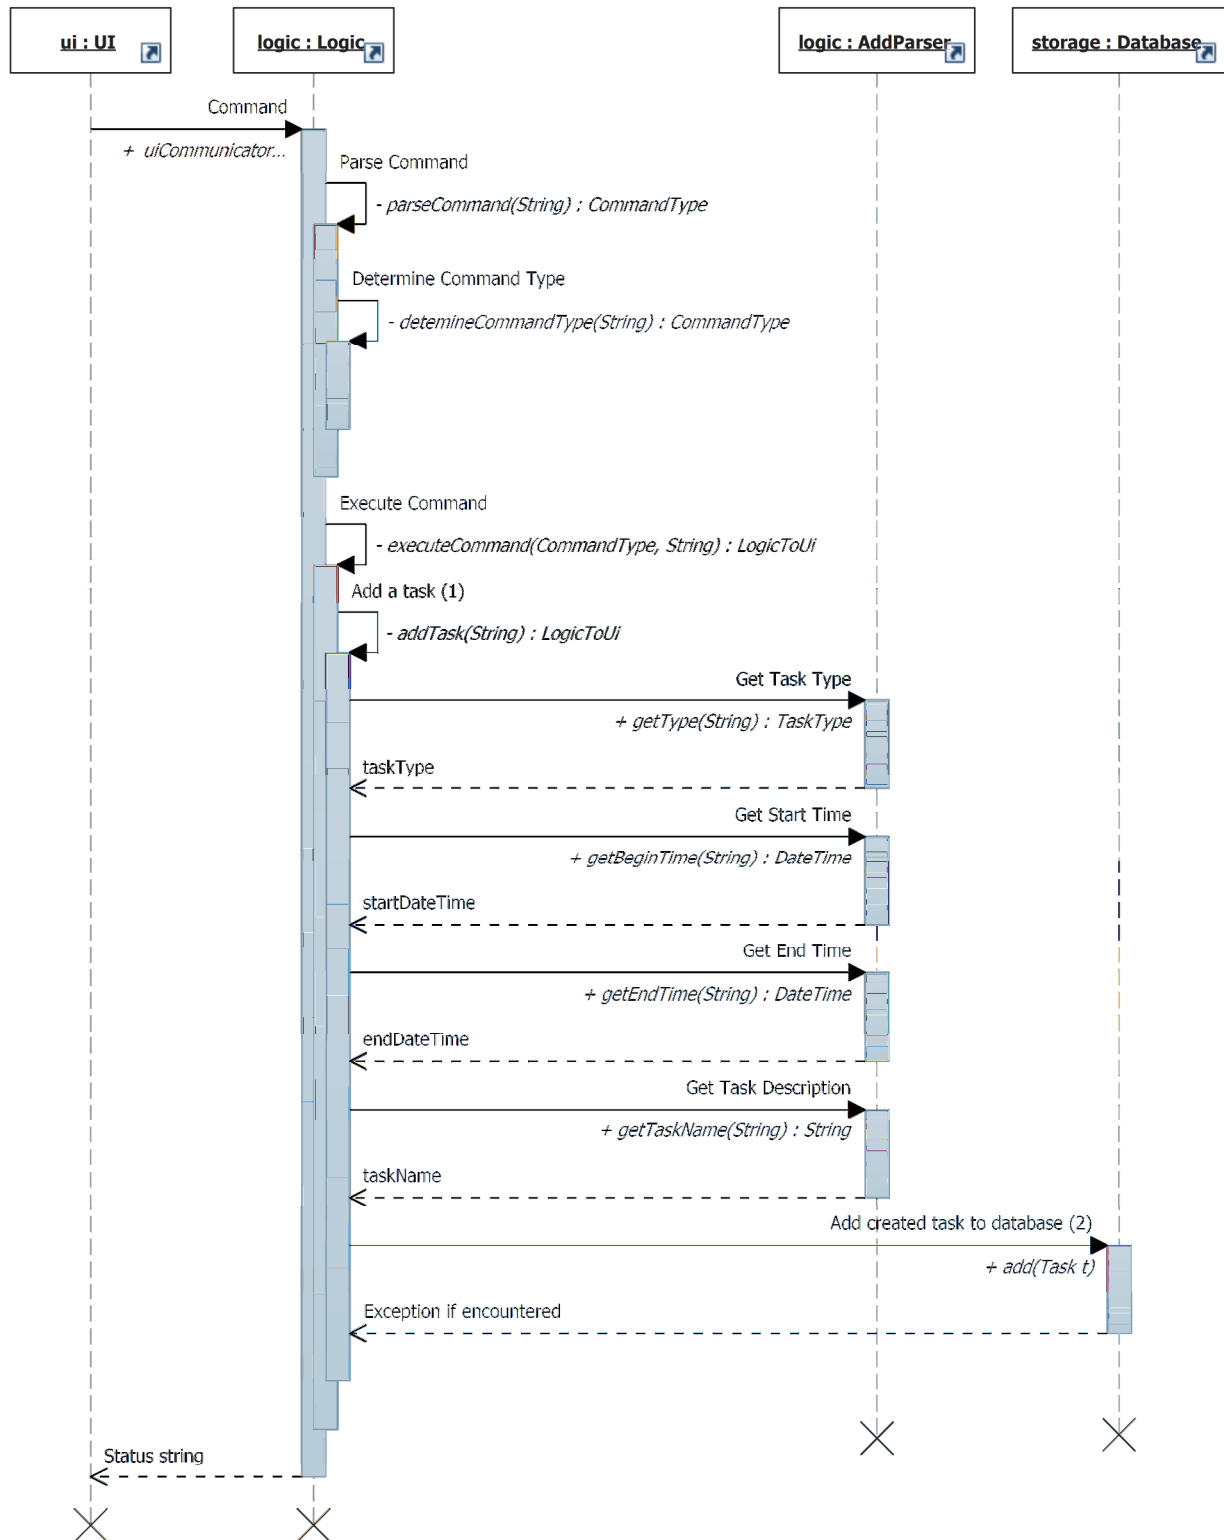 ui : UI
logic : Logic
logic : AddParser
storage : Database
Command
+ uiCommunicator...
Parse Command
- parseCommand(String) : CommandType
Determine Command Type
- detemineCommandType(String) : CommandType
Execute Command
- executeCommand(CommandType, String) : LogicToUi
Add a task (1)
- addTask(String) : LogicToUi
Get Task Type
+ getType(String) : TaskType
taskType
Get Start Time
+ getBeginTime(String) : DateTime
startDateTime
Get End Time
+ getEndTime(String) : DateTime
endDateTime
Get Task Description
+ getTaskName(String) : String
taskName
Add created task to database (2)
+ add(Task t)
Exception if encountered
Status string